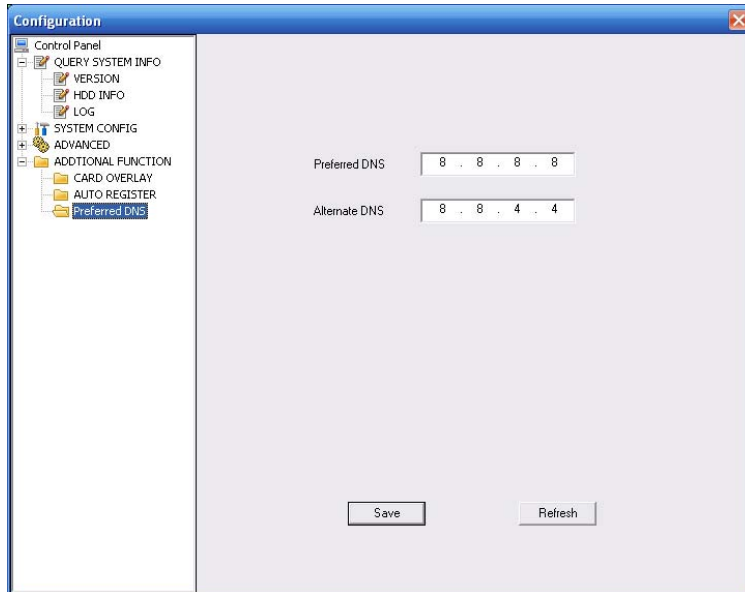 Configuration
Control Panel
QUERY SYSTEM INFO
VERSION
HDD INFO
LOG
SYSTEM CONFIG
ADVANCED
ADDTIONAL FUNCTION
CARD OVERLAY
AUTO REGISTER
Preferred DNS
Preferred DNS 8 . 8 . 8 . 8
Alternate DNS 8 . 8 . 4 . 4
Save Refresh